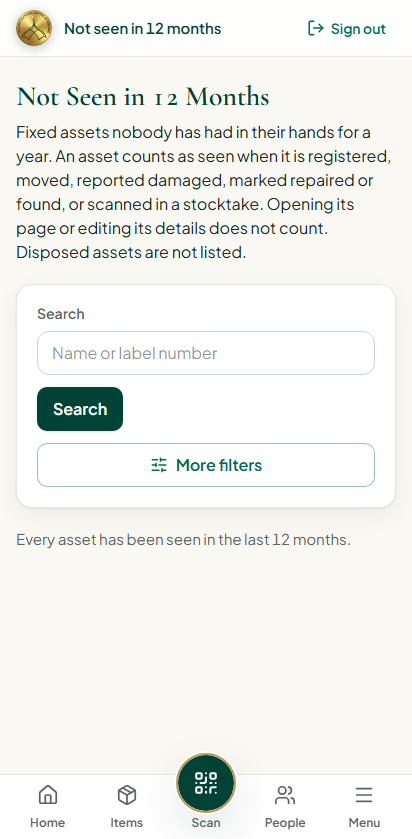 Not seen in 12 months
Sign out
Not Seen in 12 Months
Fixed assets nobody has had in their hands for a
year. An asset counts as seen when it is registered,
moved, reported damaged, marked repaired or
found, or scanned in a stocktake. Opening its
page or editing its details does not count.
Disposed assets are not listed.
Search
Name or label number
Search
More filters
Every asset has been seen in the last 12 months.
Home
Items
Scan
People
Menu